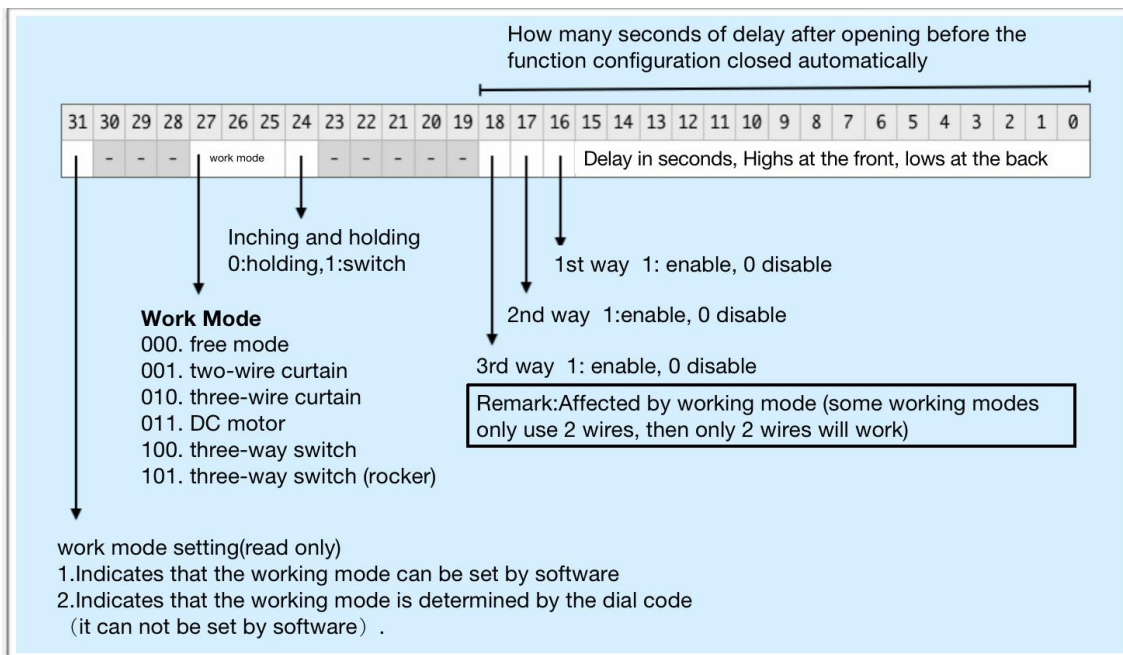 How many seconds of delay after opening before the
function configuration closed automatically
31 30 29 28 27 26 25 24 23 22 21 20 19 18 17 16 15 14 13 12 11 10 9 8 7 6 5 4 3 2 1 0
- - - work mode - - - - - Delay in seconds, Highs at the front, lows at the back
Inching and holding
0:holding,1:switch
1st way 1: enable, 0 disable
2nd way 1:enable, 0 disable
3rd way 1: enable, 0 disable
Remark:Affected by working mode (some working modes
only use 2 wires, then only 2 wires will work)
Work Mode
000. free mode
001. two-wire curtain
010. three-wire curtain
011. DC motor
100. three-way switch
101. three-way switch (rocker)
work mode setting(read only)
1.Indicates that the working mode can be set by software
2.Indicates that the working mode is determined by the dial code
（it can not be set by software）.